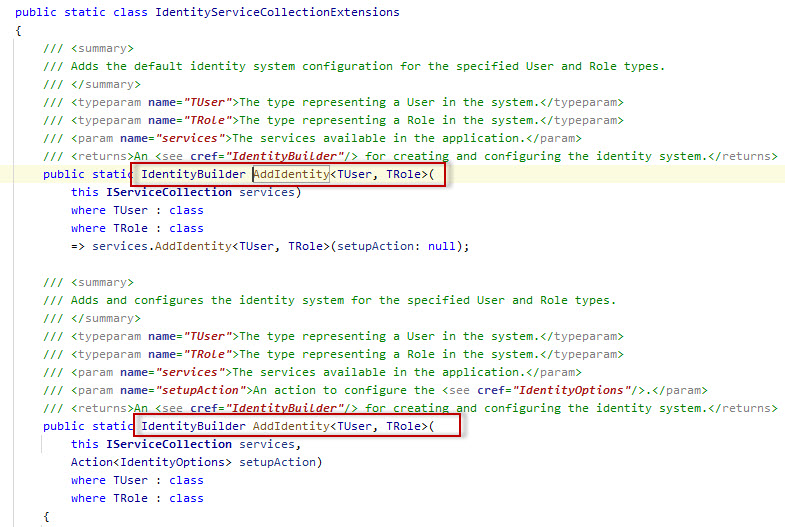 public static class IdentityServiceCollectionExtensions
{
/// <summary>
/// Adds the default identity system configuration for the specified User and Role types.
/// </summary>
/// <typeparam name="TUser">The type representing a User in the system.</typeparam>
/// <typeparam name="TRole">The type representing a Role in the system.</typeparam>
/// <param name="services">The services available in the application.</param>
/// <returns>An <see cref="IdentityBuilder"/> for creating and configuring the identity system.</returns>
public static IdentityBuilder AddIdentity<TUser, TRole>(
this IServiceCollection services)
where TUser : class
where TRole : class
=> services.AddIdentity<TUser, TRole>(setupAction: null);
/// <summary>
/// Adds and configures the identity system for the specified User and Role types.
/// </summary>
/// <typeparam name="TUser">The type representing a User in the system.</typeparam>
/// <typeparam name="TRole">The type representing a Role in the system.</typeparam>
/// <param name="services">The services available in the application.</param>
/// <param name="setupAction">An action to configure the <see cref="IdentityOptions"/>.</param>
/// <returns>An <see cref="IdentityBuilder"/> for creating and configuring the identity system.</returns>
public static IdentityBuilder AddIdentity<TUser, TRole>(
this IServiceCollection services,
Action<IdentityOptions> setupAction)
where TUser : class
where TRole : class
{